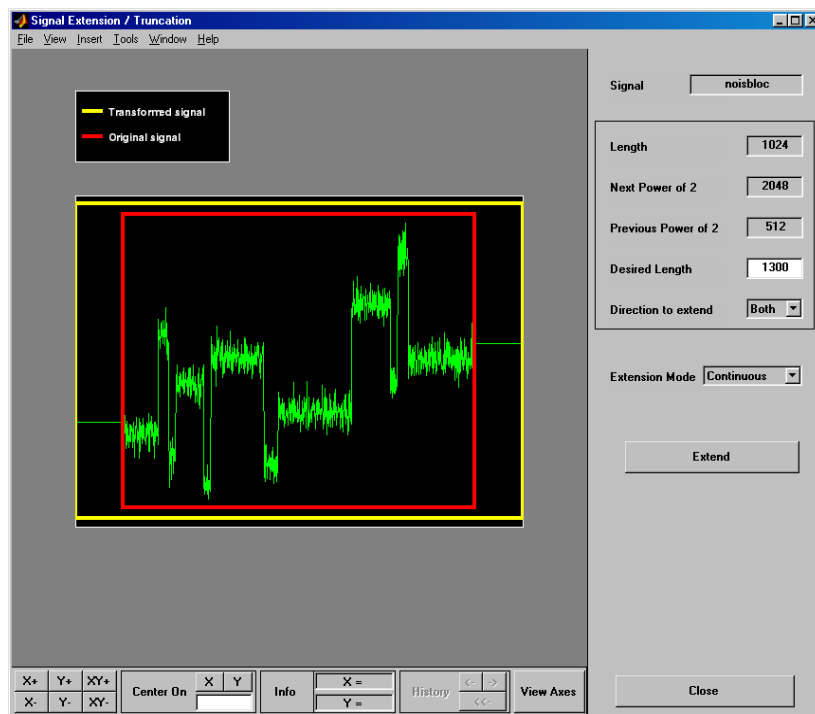 Signal Extension / Truncation
File View Insert Tools Window Help
Transformed signal
Original signal
Signal noisbloc
Length 1024
Next Power of 2 2048
Previous Power of 2 512
Desired Length 1300
Direction to extend Both
Extension Mode Continuous
Extend
X+ Y+ XY+
X- Y- XY-
Center On X Y
Info X =
Y =
History <- ->
<<-
View Axes
Close